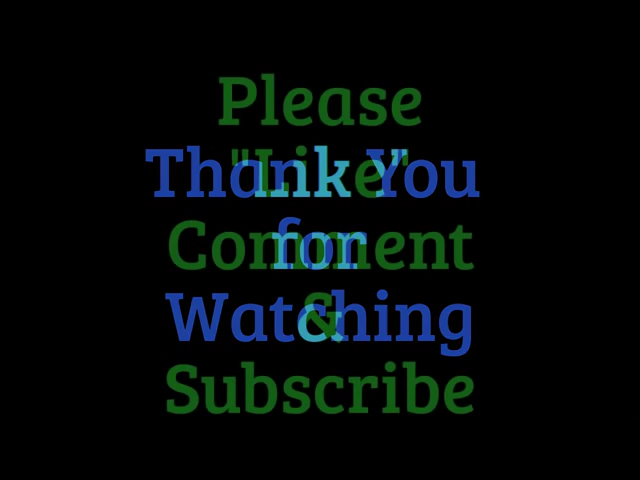 Please
"Like"
Comment
&
Subscribe
Thank You
for
Watching